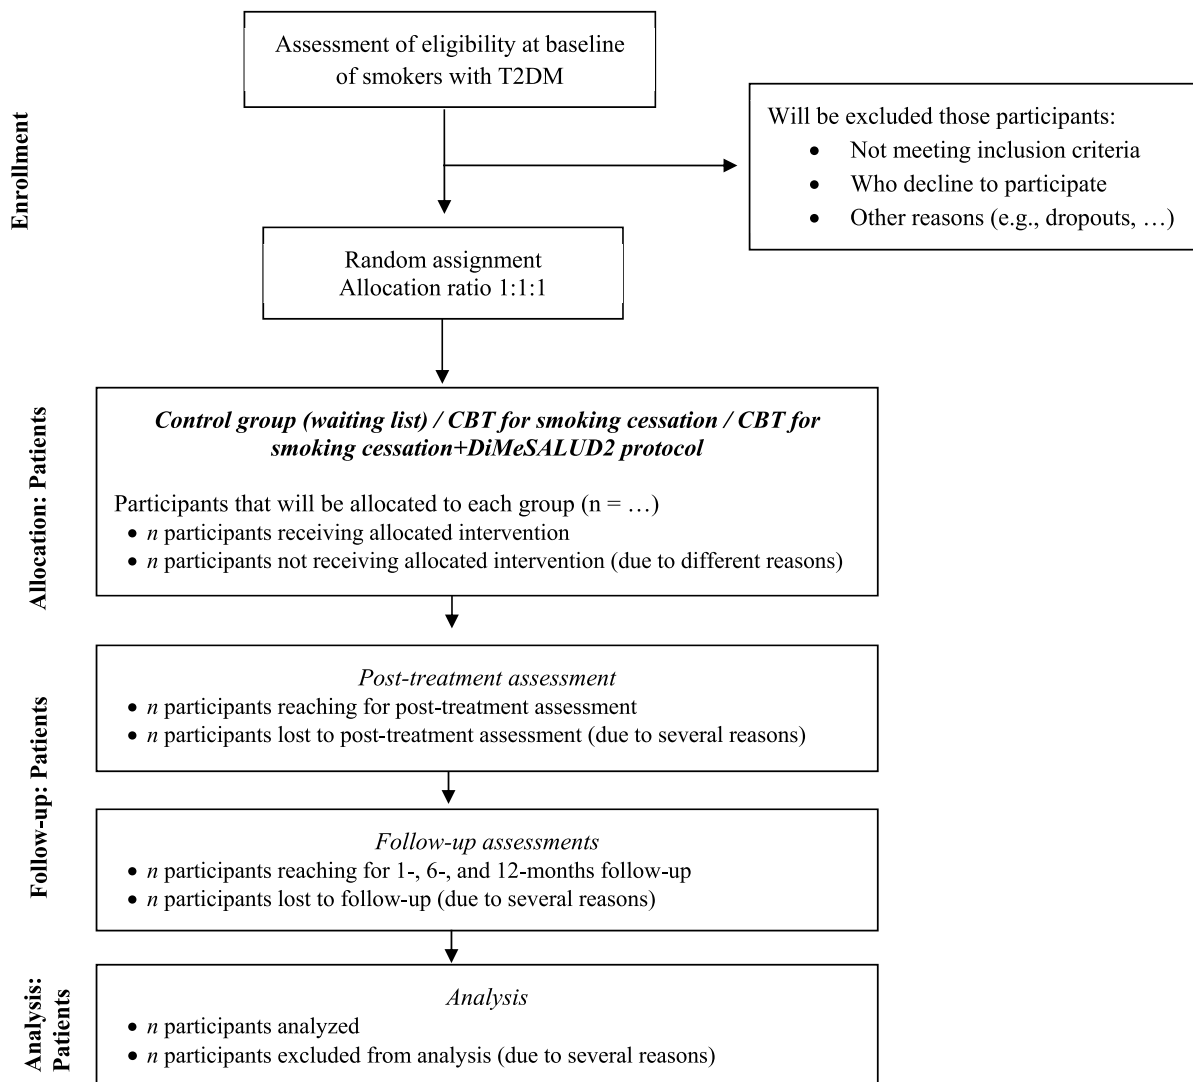 Assessment of eligibility at baseline
of smokers with T2DM
Enrollment
Will be excluded those participants:
• Not meeting inclusion criteria
• Who decline to participate
• Other reasons (e.g., dropouts, …)
Random assignment
Allocation ratio 1:1:1
Allocation: Patients
Control group (waiting list) / CBT for smoking cessation / CBT for
smoking cessation+DiMeSALUD2 protocol
Participants that will be allocated to each group (n = …)
• n participants receiving allocated intervention
• n participants not receiving allocated intervention (due to different reasons)
Follow-up: Patients
Post-treatment assessment
• n participants reaching for post-treatment assessment
• n participants lost to post-treatment assessment (due to several reasons)
Follow-up assessments
• n participants reaching for 1-, 6-, and 12-months follow-up
• n participants lost to follow-up (due to several reasons)
Analysis:
Patients
Analysis
• n participants analyzed
• n participants excluded from analysis (due to several reasons)